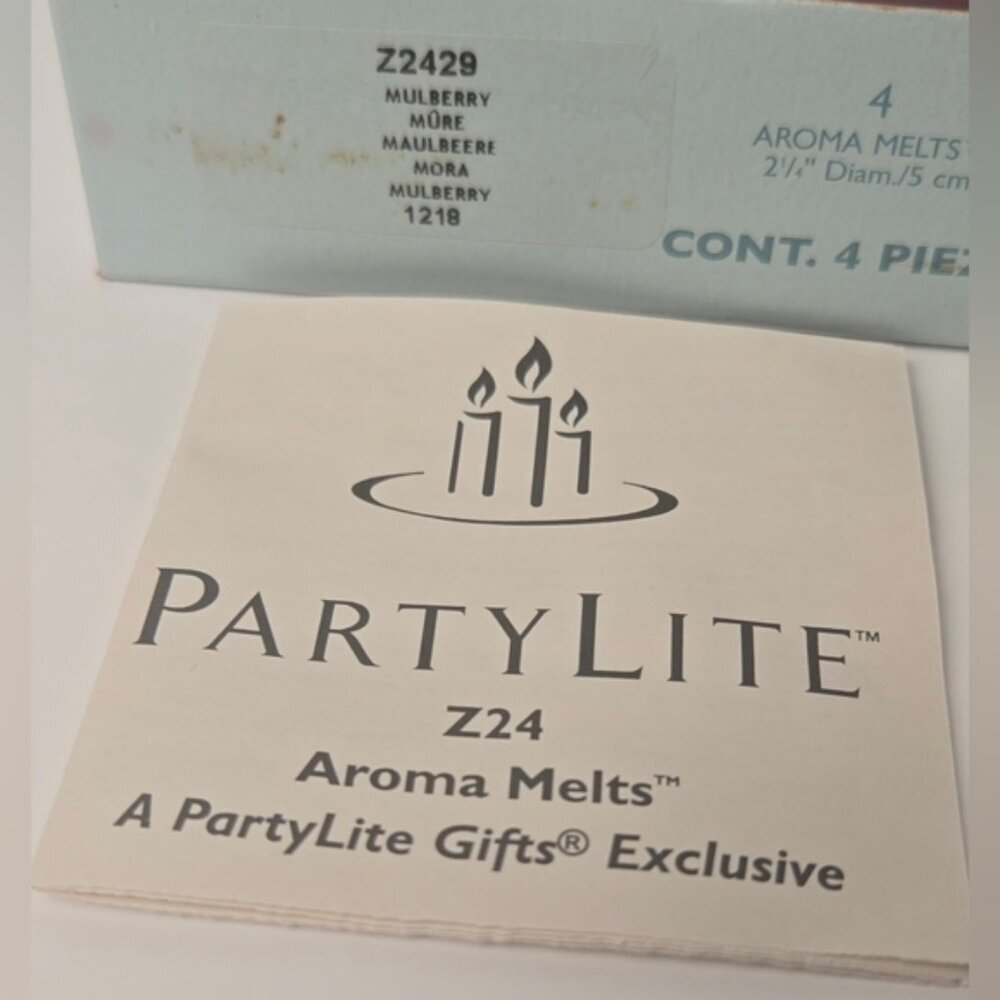 Z2429
MULBERRY
MÛRE
MAULBEERE
MORA
MULBERRY
1218
4
AROMA MELTS
2¼" Diam./5 cm
CONT. 4
PARTYLITE™
Z24
Aroma Melts™
A PartyLite Gifts® Exclusive